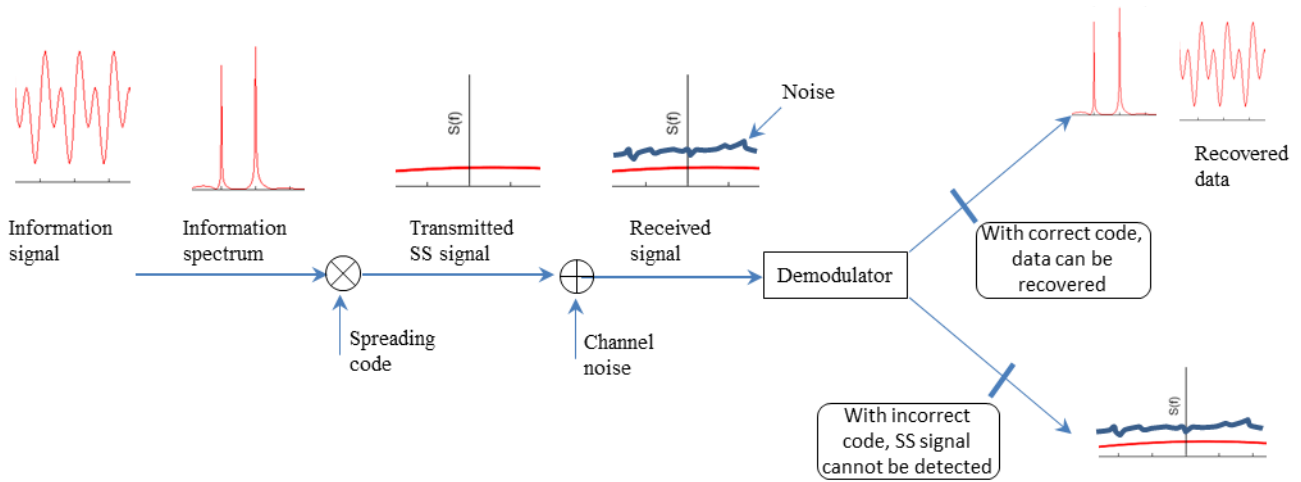 Information
signal
Information
spectrum
S(f)
Transmitted
SS signal
S(f)
Noise
Received
signal
Spreading
code
Channel
noise
Demodulator
Recovered
data
With correct code,
data can be
recovered
With incorrect
code, SS signal
cannot be detected
S(f)